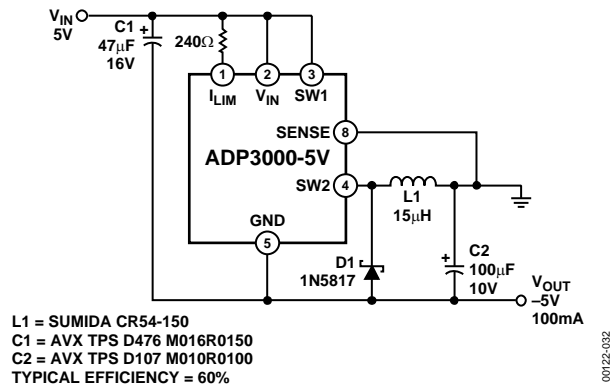 VIN
5V
C1
+
47μF
16V
240Ω
1
2
3
ILIM
VIN
SW1
SENSE
8
ADP3000-5V
SW2
4
L1
15μH
GND
5
D1
1N5817
+
C2
100μF
10V
VOUT
–5V
100mA
L1 = SUMIDA CR54-150
C1 = AVX TPS D476 M016R0150
C2 = AVX TPS D107 M010R0100
TYPICAL EFFICIENCY = 60%
00122-032